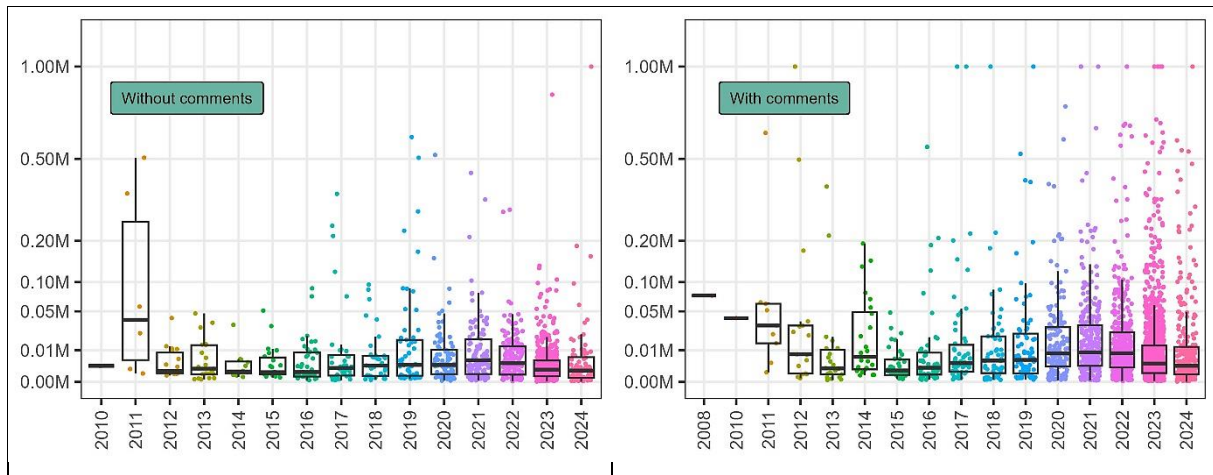 1.00M
Without comments
0.50M
0.20M
0.10M
0.05M
0.01M
0.00M
2010
2011
2012
2013
2014
2015
2016
2017
2018
2019
2020
2021
2022
2023
2024
1.00M
With comments
0.50M
0.20M
0.10M
0.05M
0.01M
0.00M
2008
2010
2011
2012
2013
2014
2015
2016
2017
2018
2019
2020
2021
2022
2023
2024